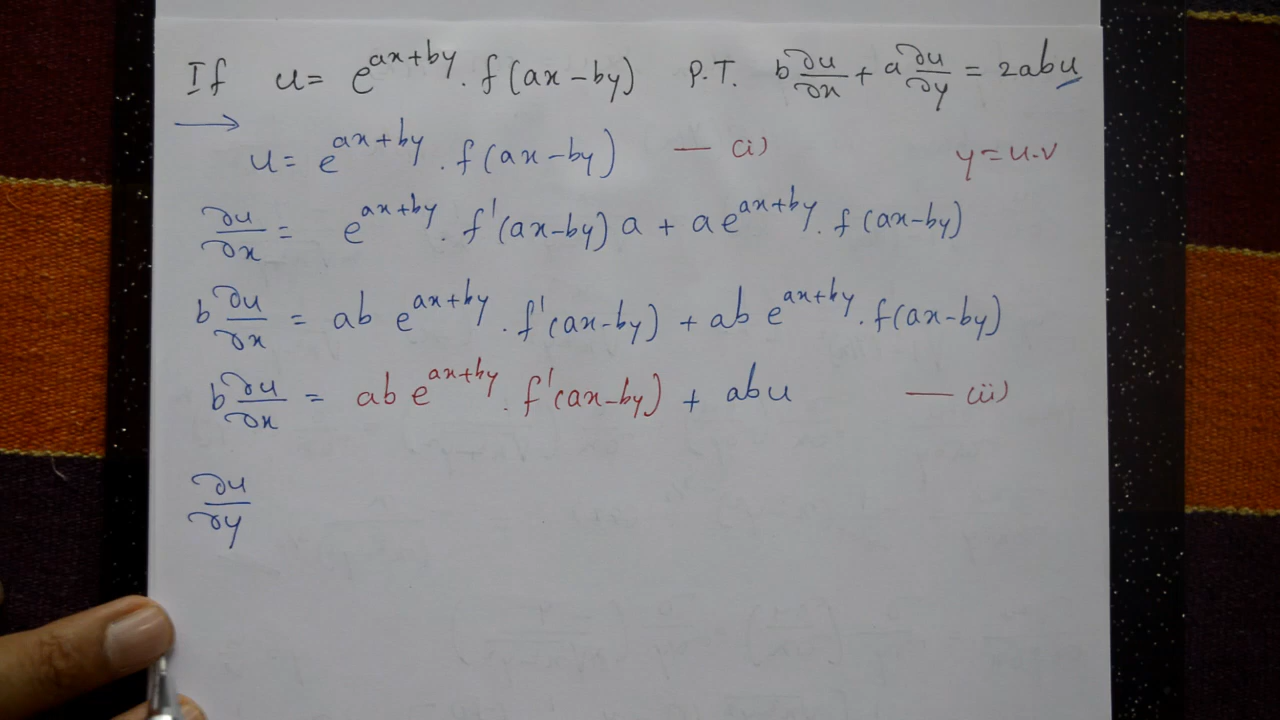 If u = e^{ax+by} . f(ax-by) P.T. b ∂u/∂x + a ∂u/∂y = 2abu
→
u = e^{ax+by} . f(ax-by) — (i) y = u.v
∂u/∂x = e^{ax+by} . f'(ax-by) a + a e^{ax+by} . f(ax-by)
b ∂u/∂x = ab e^{ax+by} . f'(ax-by) + ab e^{ax+by} . f(ax-by)
b ∂u/∂x = ab e^{ax+by} . f'(ax-by) + abu — (ii)
∂u/∂y